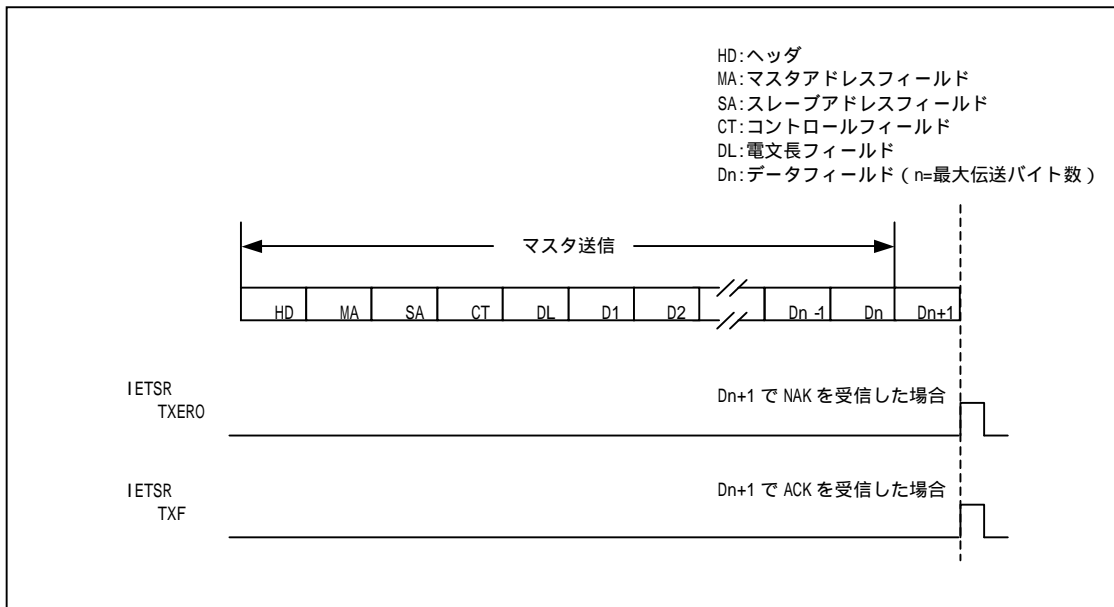 HD:ヘッダ
MA:マスタアドレスフィールド
SA:スレーブアドレスフィールド
CT:コントロールフィールド
DL:電文長フィールド
Dn:データフィールド（n=最大伝送バイト数）
マスタ送信
HD MA SA CT DL D1 D2 Dn -1 Dn Dn+1
IETSR
TXERO
Dn+1 で NAK を受信した場合
IETSR
TXF
Dn+1 で ACK を受信した場合